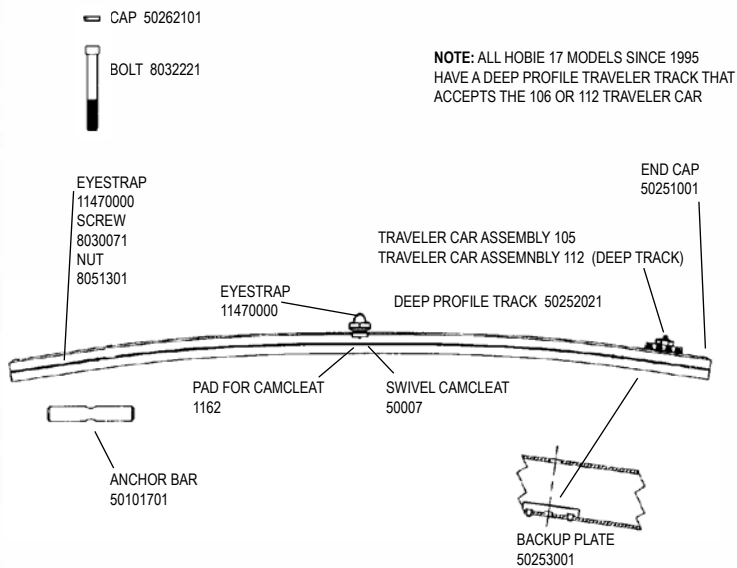 CAP 50262101
BOLT 8032221
NOTE: ALL HOBIE 17 MODELS SINCE 1995
HAVE A DEEP PROFILE TRAVELER TRACK THAT
ACCEPTS THE 106 OR 112 TRAVELER CAR
EYESTRAP
11470000
SCREW
8030071
NUT
8051301
END CAP
50251001
TRAVELER CAR ASSEMBLY 105
TRAVELER CAR ASSEMNBLY 112 (DEEP TRACK)
EYESTRAP
11470000
DEEP PROFILE TRACK 50252021
PAD FOR CAMCLEAT
1162
SWIVEL CAMCLEAT
50007
ANCHOR BAR
50101701
BACKUP PLATE
50253001